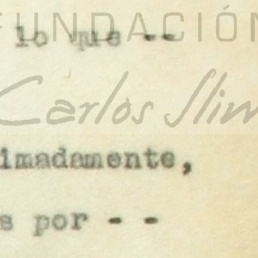 FUNDACIÓN
lo que --
Carlos Slim
imadamente,
s por - -